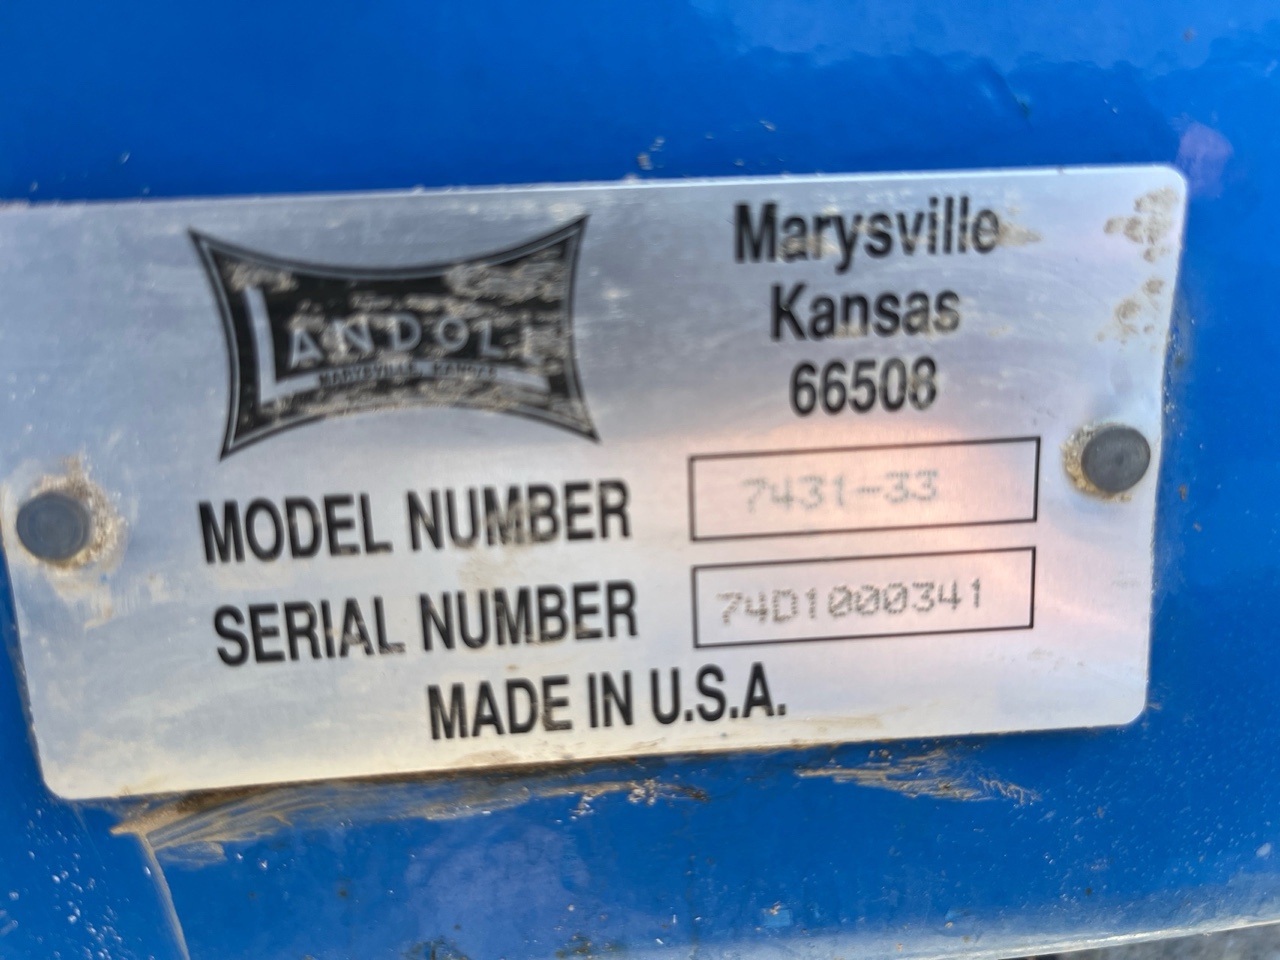 LANDOLL
MARYSVILLE, KANSAS
Marysville
Kansas
66508
MODEL NUMBER 7431-33
SERIAL NUMBER 74D1000341
MADE IN U.S.A.